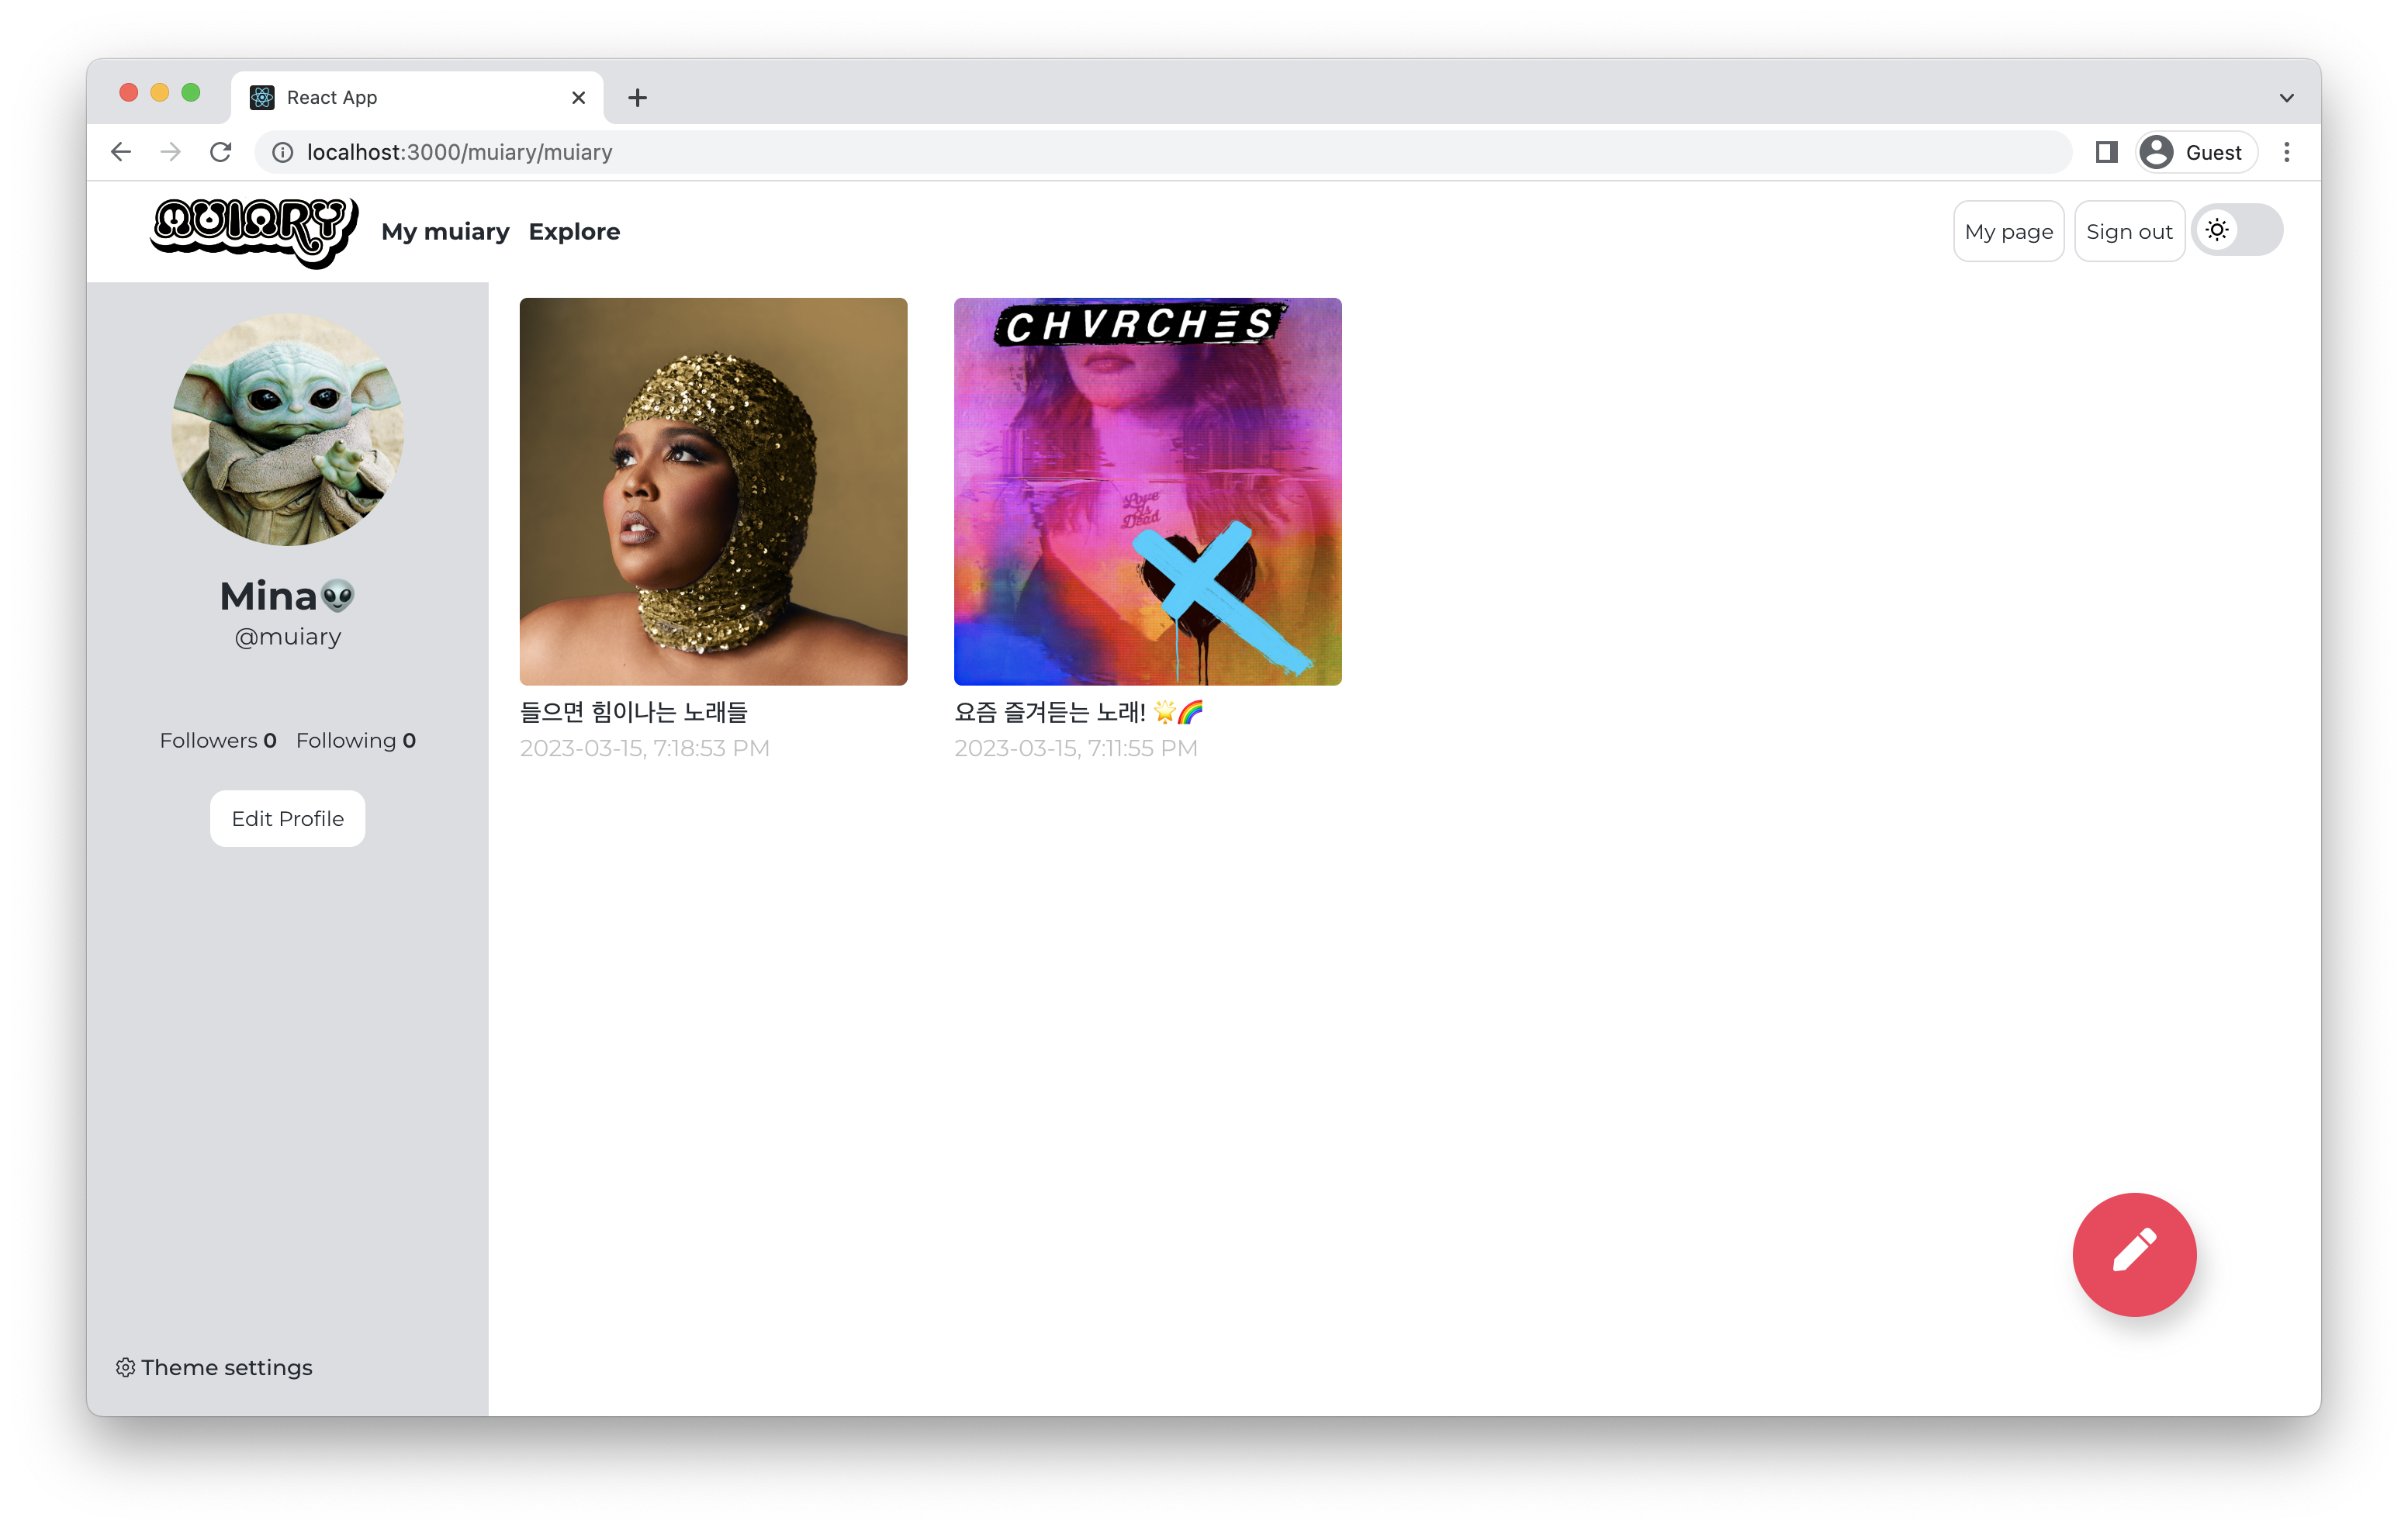 React App
localhost:3000/muiary/muiary
Guest
MUIARY
My muiary
Explore
My page
Sign out
CHVRCHES
Love
Is
Dead
Mina👽
@muiary
들으면 힘이나는 노래들
요즘 즐겨듣는 노래! 🌟🌈
2023-03-15, 7:18:53 PM
2023-03-15, 7:11:55 PM
Followers 0
Following 0
Edit Profile
Theme settings